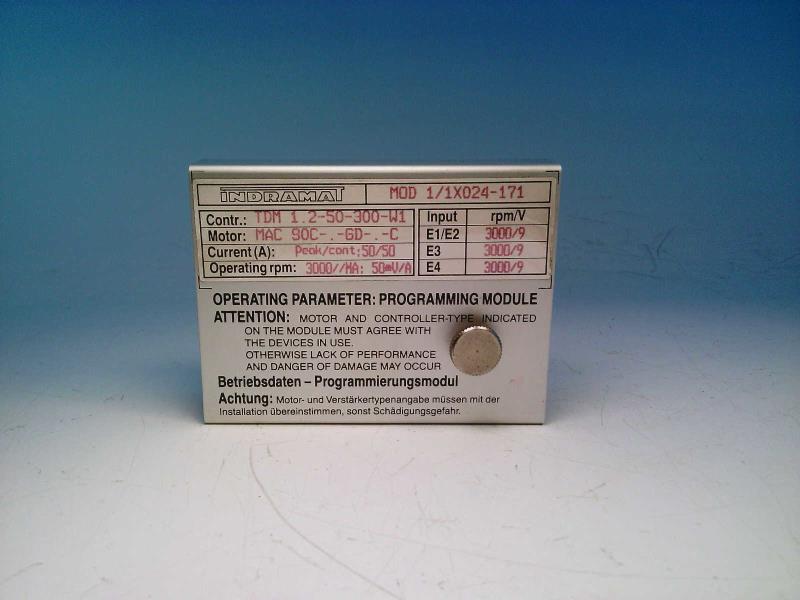 INDRAMAT MOD 1/1X024-171
Contr.: TDM 1.2-50-300-W1
Motor: MAC 90C-.-GD-.-C
Current (A): Peak/cont:50/50
Operating rpm: 3000//MA: 50mV/A
Input rpm/V
E1/E2 3000/9
E3 3000/9
E4 3000/9
OPERATING PARAMETER: PROGRAMMING MODULE
ATTENTION: MOTOR AND CONTROLLER-TYPE INDICATED
ON THE MODULE MUST AGREE WITH
THE DEVICES IN USE.
OTHERWISE LACK OF PERFORMANCE
AND DANGER OF DAMAGE MAY OCCUR
Betriebsdaten – Programmierungsmodul
Achtung: Motor- und Verstärkertypenangabe müssen mit der
Installation übereinstimmen, sonst Schädigungsgefahr.